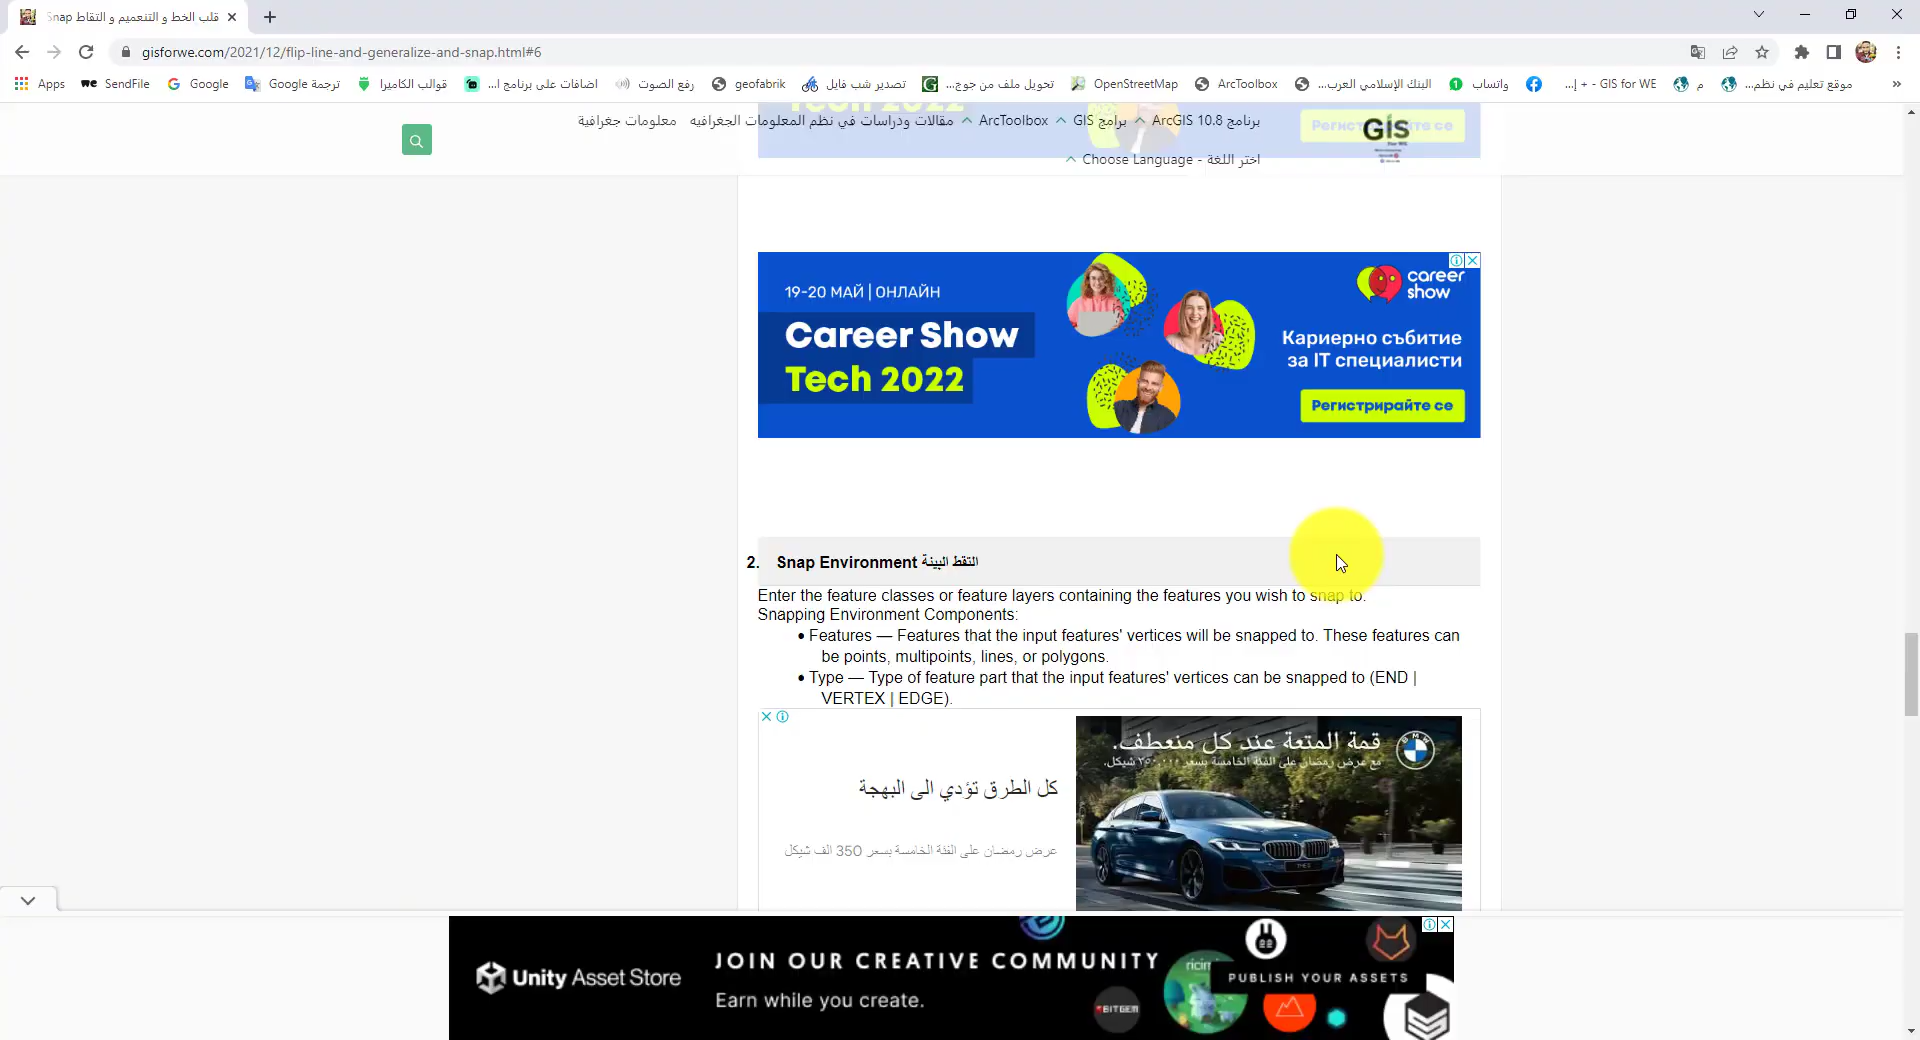 قلب الخط و التنعميم و التقاط Snap
gisforwe.com/2021/12/flip-line-and-generalize-and-snap.html#6
Apps
SendFile
Google
ترجمة Google
قوالب الكاميرا
اضافات على برنامج ا...
رفع الصوت
geofabrik
تصدير شب فايل
تحويل ملف من جوج...
OpenStreetMap
ArcToolbox
البنك الإسلامي العرب...
واتساب
GIS for WE - + إ...
م
موقع تعليم في نظم...
Tech 2022
برنامج ArcGIS 10.8
برامج GIS
ArcToolbox
مقالات ودراسات في نظم المعلومات الجغرافيه
معلومات جغرافية
Регистрирайте се
GIS
اختر اللغة - Choose Language
19-20 МАЙ | ОНЛАЙН
Career Show
Tech 2022
career
show
Кариерно събитие
за IT специалисти
Регистрирайте се
2. Snap Environment التقط البيئة
Enter the feature classes or feature layers containing the features you wish to snap to.
Snapping Environment Components:
• Features — Features that the input features' vertices will be snapped to. These features can
be points, multipoints, lines, or polygons.
• Type — Type of feature part that the input features' vertices can be snapped to (END |
VERTEX | EDGE).
قمة المتعة عند كل منعطف.
BMW
كل الطرق تؤدي الى البهجة
عرض رمضان على الفئة الخامسة بسعر 350 الف شيكل
Unity Asset Store
JOIN OUR CREATIVE COMMUNITY
Earn while you create.
PUBLISH YOUR ASSETS
BITGEM